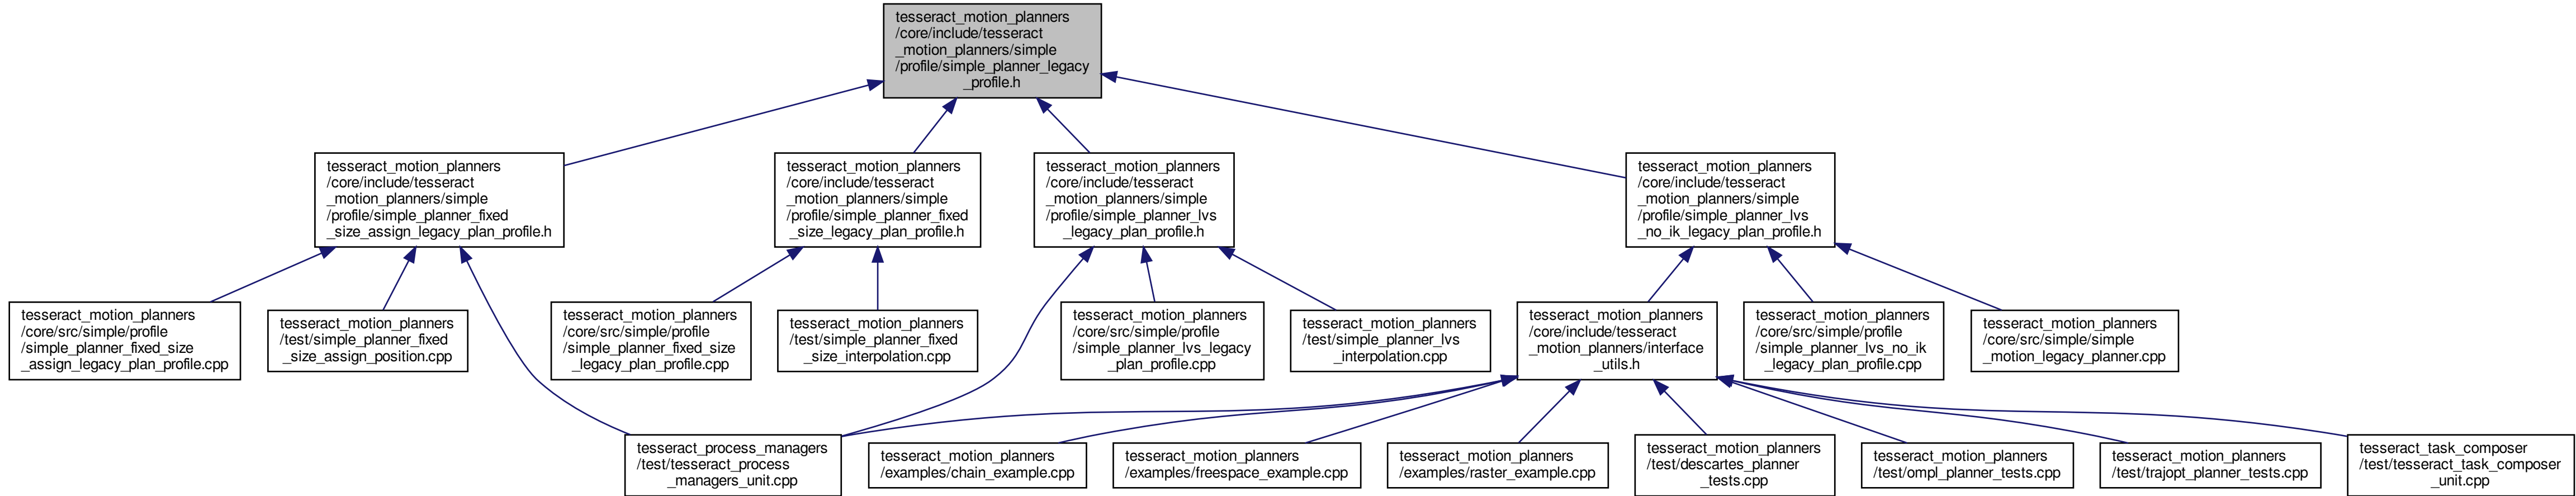 tesseract_motion_planners
/core/include/tesseract
_motion_planners/simple
/profile/simple_planner_legacy
_profile.h
tesseract_motion_planners
/core/include/tesseract
_motion_planners/simple
/profile/simple_planner_fixed
_size_assign_legacy_plan_profile.h
tesseract_motion_planners
/core/include/tesseract
_motion_planners/simple
/profile/simple_planner_fixed
_size_legacy_plan_profile.h
tesseract_motion_planners
/core/include/tesseract
_motion_planners/simple
/profile/simple_planner_lvs
_legacy_plan_profile.h
tesseract_motion_planners
/core/include/tesseract
_motion_planners/simple
/profile/simple_planner_lvs
_no_ik_legacy_plan_profile.h
tesseract_motion_planners
/core/src/simple/profile
/simple_planner_fixed_size
_assign_legacy_plan_profile.cpp
tesseract_motion_planners
/test/simple_planner_fixed
_size_assign_position.cpp
tesseract_motion_planners
/core/src/simple/profile
/simple_planner_fixed_size
_legacy_plan_profile.cpp
tesseract_motion_planners
/test/simple_planner_fixed
_size_interpolation.cpp
tesseract_motion_planners
/core/src/simple/profile
/simple_planner_lvs_legacy
_plan_profile.cpp
tesseract_motion_planners
/test/simple_planner_lvs
_interpolation.cpp
tesseract_motion_planners
/core/include/tesseract
_motion_planners/interface
_utils.h
tesseract_motion_planners
/core/src/simple/profile
/simple_planner_lvs_no_ik
_legacy_plan_profile.cpp
tesseract_motion_planners
/core/src/simple/simple
_motion_legacy_planner.cpp
tesseract_process_managers
/test/tesseract_process
_managers_unit.cpp
tesseract_motion_planners
/examples/chain_example.cpp
tesseract_motion_planners
/examples/freespace_example.cpp
tesseract_motion_planners
/examples/raster_example.cpp
tesseract_motion_planners
/test/descartes_planner
_tests.cpp
tesseract_motion_planners
/test/ompl_planner_tests.cpp
tesseract_motion_planners
/test/trajopt_planner_tests.cpp
tesseract_task_composer
/test/tesseract_task_composer
_unit.cpp